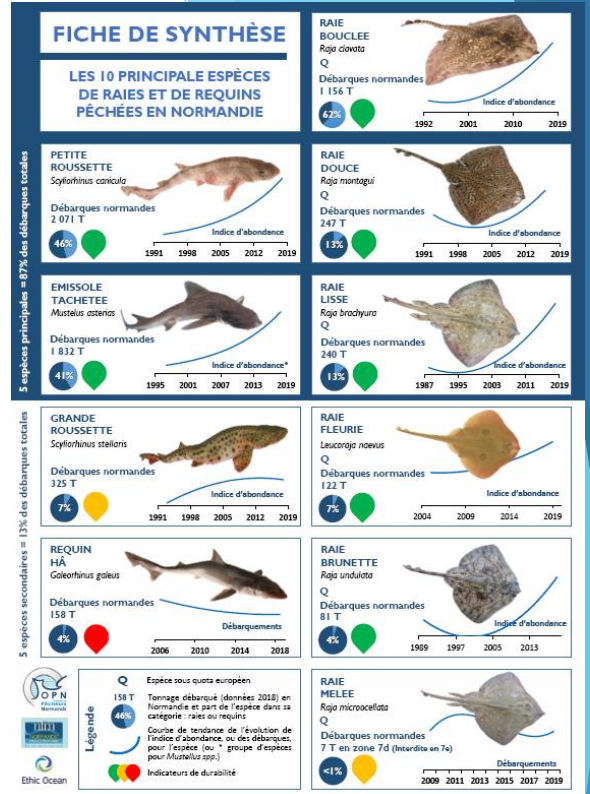 FICHE DE SYNTHÈSE
LES 10 PRINCIPALE ESPÈCES
DE RAIES ET DE REQUINS
PÊCHÉES EN NORMANDIE
RAIE
BOUCLEE
Raja clavata
Q
Débarques normandes
1 156 T
62%
Indice d'abondance
1992 2001 2010 2019
5 espèces principales = 87% des débarques totales
PETITE
ROUSSETTE
Scyliorhinus canicula
Débarques normandes
2 071 T
46%
Indice d'abondance
1991 1998 2005 2012 2019
RAIE
DOUCE
Raja montagui
Q
Débarques normandes
247 T
13%
Indice d'abondance
1991 1998 2005 2012 2019
EMISSOLE
TACHETEE
Mustelus asterias
Débarques normandes
1 832 T
41%
Indice d'abondance*
1995 2001 2007 2013 2019
RAIE
LISSE
Raja brachyura
Q
Débarques normandes
240 T
13%
Indice d'abondance
1987 1995 2003 2011 2019
5 espèces secondaires = 13% des débarques totales
GRANDE
ROUSSETTE
Scyliorhinus stellaris
Débarques normandes
325 T
7%
Indice d'abondance
1991 1998 2005 2012 2019
RAIE
FLEURIE
Leucoraja naevus
Q
Débarques normandes
122 T
7%
Indice d'abondance
2004 2009 2014 2019
REQUIN
HÂ
Galeorhinus galeus
Débarques normandes
158 T
4%
Débarquements
2006 2010 2014 2018
RAIE
BRUNETTE
Raja undulata
Q
Débarques normandes
81 T
4%
Indice d'abondance
1989 1997 2005 2013
OPN
Normands
nfm
Ethic Ocean
Légende
Q Espèce sous quota européen
158 T Tonnage débarqué (données 2018) en
Normandie et part de l'espèce dans sa
46% catégorie : raies ou requins
Courbe de tendance de l'évolution de
l'indice d'abondance, ou des débarques,
pour l'espèce (ou * groupe d'espèces
pour Mustellus spp.)
Indicateurs de durabilité
RAIE
MELEE
Raja microocellata
Q
Débarques normandes
7 T en zone 7d (Interdite en 7e)
<1%
Débarquements
2009 2011 2013 2015 2017 2019